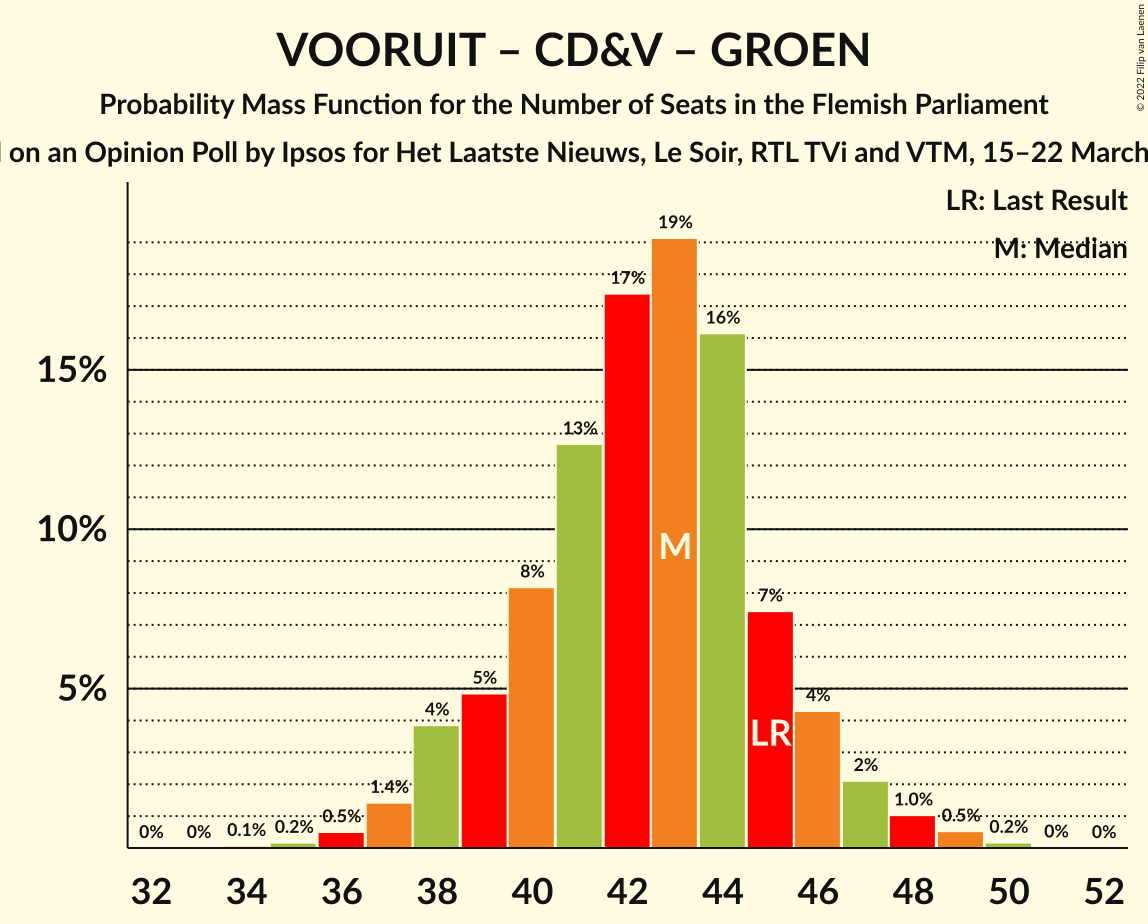 VOORUIT – CD&V – GROEN
Probability Mass Function for the Number of Seats in the Flemish Parliament
on an Opinion Poll by Ipsos for Het Laatste Nieuws, Le Soir, RTL TVi and VTM, 15–22 March
© 2022 Filip van Laenen
LR: Last Result
M: Median
19%
17%
16%
15%
13%
10%
M
8%
7%
5%
5%
4%
4%
LR
2%
1.4%
1.0%
0% 0% 0.1% 0.2% 0.5% 0.5% 0.2% 0% 0%
32 34 36 38 40 42 44 46 48 50 52